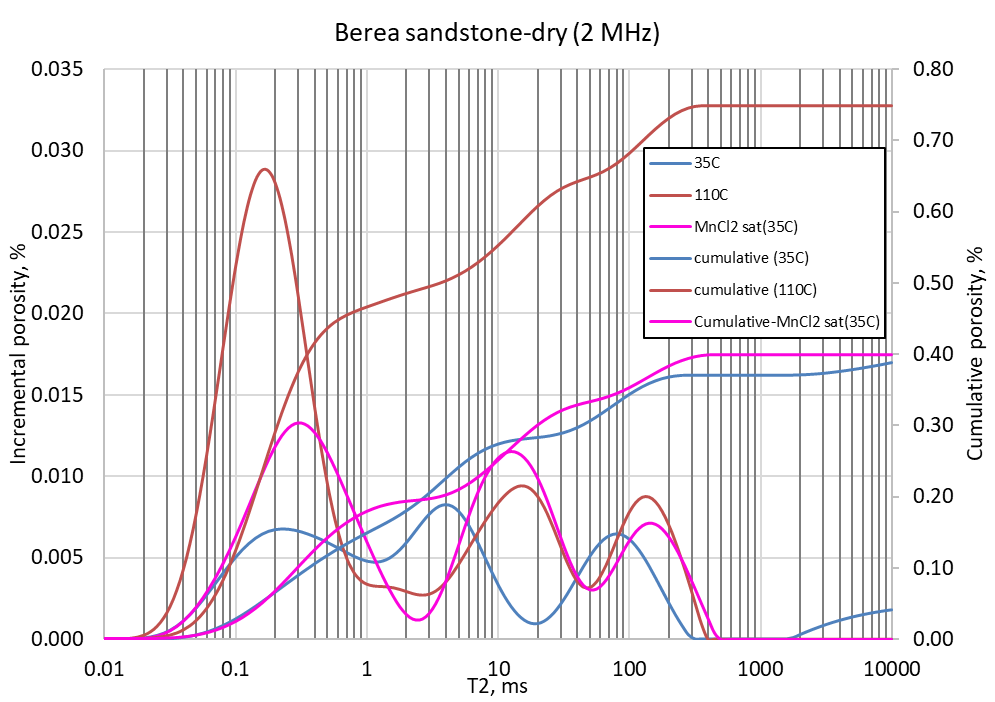 Berea sandstone-dry (2 MHz)
0.035
0.030
0.025
0.020
0.015
0.010
0.005
0.000
Incremental porosity, %
0.80
0.70
0.60
0.50
0.40
0.30
0.20
0.10
0.00
Cumulative porosity, %
35C
110C
MnCl2 sat(35C)
cumulative (35C)
cumulative (110C)
Cumulative-MnCl2 sat(35C)
0.01 0.1 1 10 100 1000 10000
T2, ms